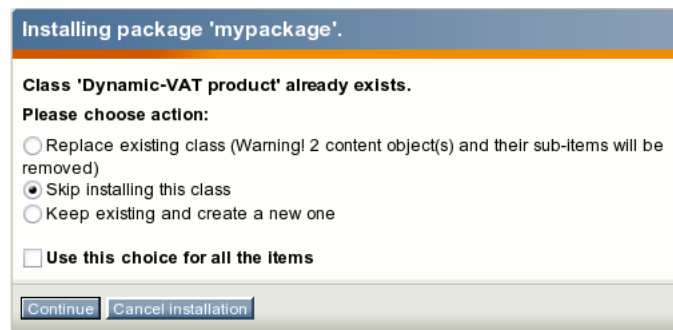 Installing package 'mypackage'.
Class 'Dynamic-VAT product' already exists.
Please choose action:
Replace existing class (Warning! 2 content object(s) and their sub-items will be
removed)
Skip installing this class
Keep existing and create a new one
Use this choice for all the items
Continue Cancel installation